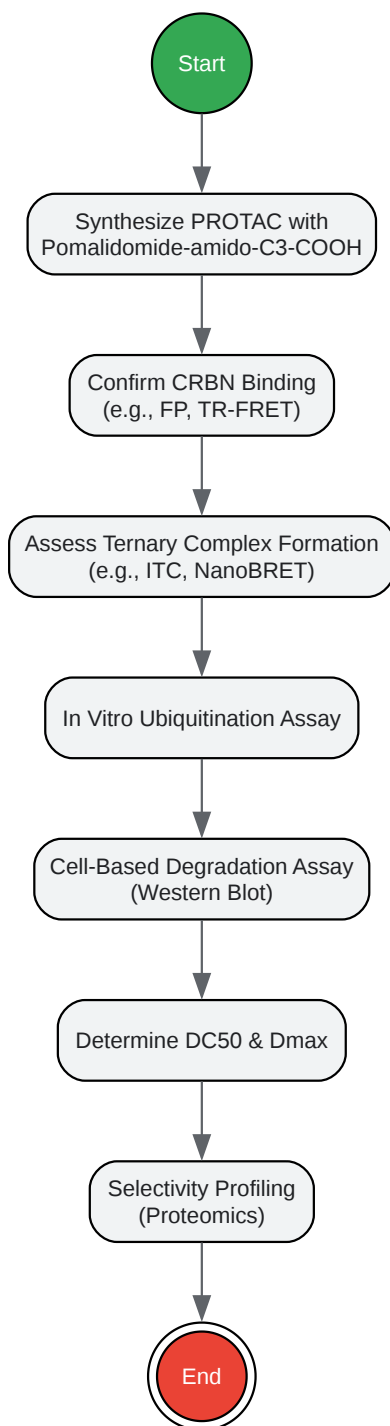 Start
Synthesize PROTAC with
Pomalidomide-amido-C3-COOH
Confirm CRBN Binding
(e.g., FP, TR-FRET)
Assess Ternary Complex Formation
(e.g., ITC, NanoBRET)
In Vitro Ubiquitination Assay
Cell-Based Degradation Assay
(Western Blot)
Determine DC50 & Dmax
Selectivity Profiling
(Proteomics)
End